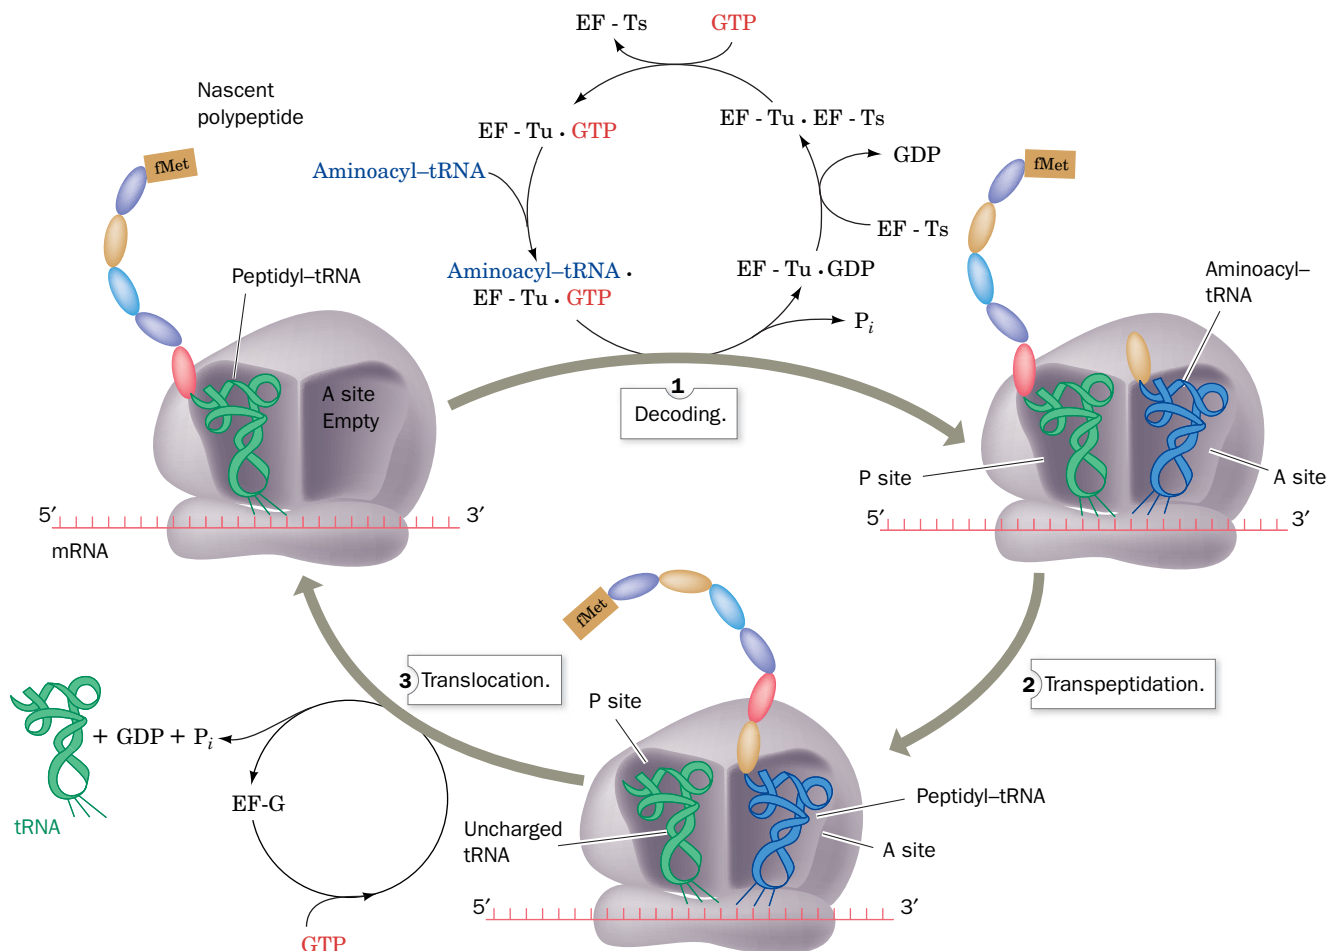 EF - Ts
GTP
Nascent
polypeptide
EF - Tu • GTP
EF - Tu • EF - Ts
fMet
GDP
fMet
Aminoacyl–tRNA
EF - Ts
Peptidyl–tRNA
Aminoacyl–tRNA •
EF - Tu • GTP
EF - Tu • GDP
Aminoacyl–
tRNA
Pi
A site
Empty
1
Decoding.
P site
A site
5′
3′
mRNA
5′
3′
fMet
3 Translocation.
2 Transpeptidation.
P site
+ GDP + Pi
EF-G
tRNA
Peptidyl–tRNA
Uncharged
tRNA
A site
5′
3′
GTP